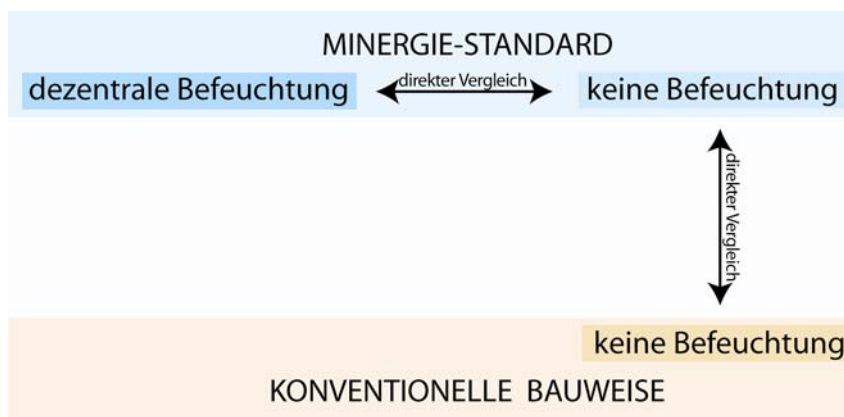 MINERGIE-STANDARD
dezentrale Befeuchtung direkter Vergleich keine Befeuchtung
direkter Vergleich
keine Befeuchtung
KONVENTIONELLE BAUWEISE